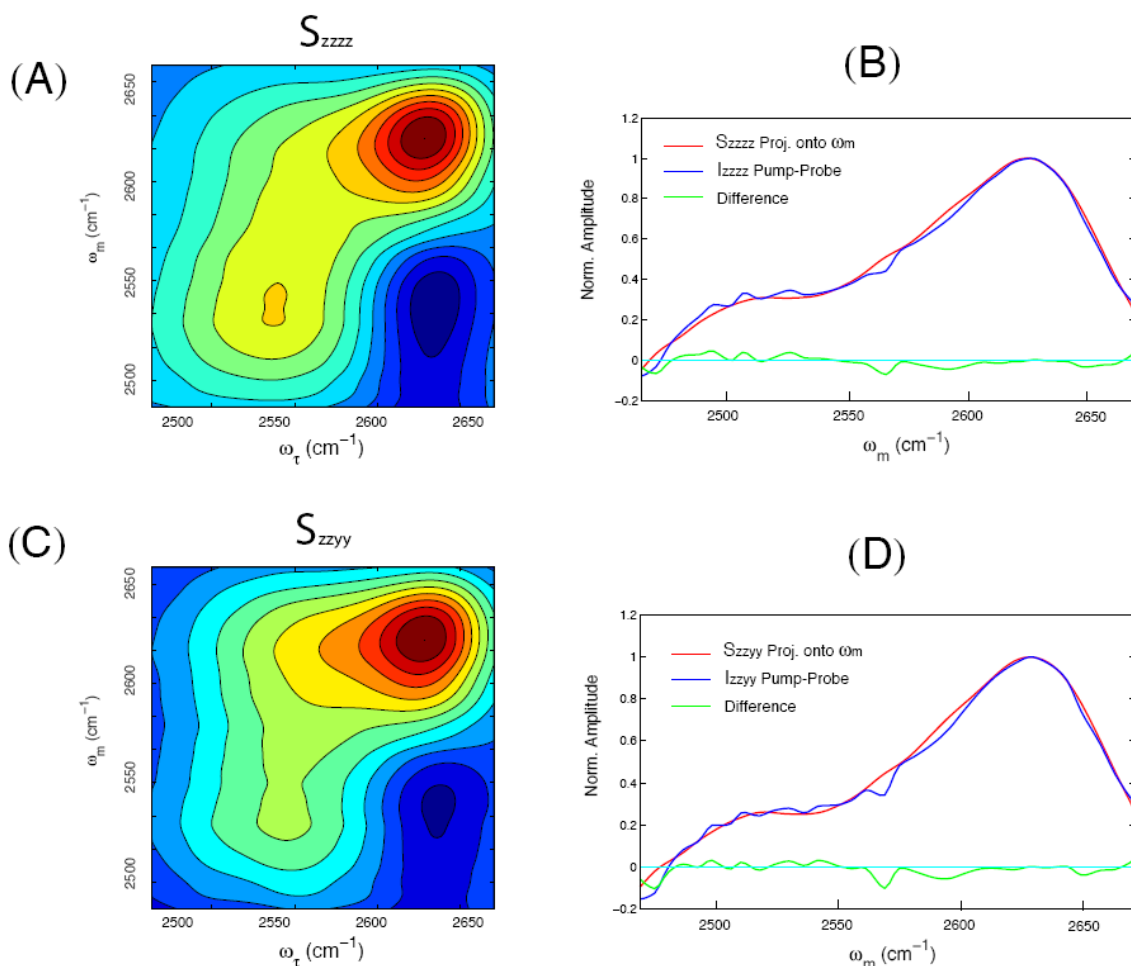 Szzzz
(A)
2650
2600
2550
2500
ωm (cm−1)
2500 2550 2600 2650
ωτ (cm−1)
(B)
1.2
1
0.8
0.6
0.4
0.2
0
−0.2
Norm. Amplitude
Szzzz Proj. onto ωm
Izzzz Pump-Probe
Difference
2500 2550 2600 2650
ωm (cm−1)
Szzyy
(C)
2650
2600
2550
2500
ωm (cm−1)
2500 2550 2600 2650
ωτ (cm−1)
(D)
1.2
1
0.8
0.6
0.4
0.2
0
−0.2
Norm. Amplitude
Szzyy Proj. onto ωm
Izzyy Pump-Probe
Difference
2500 2550 2600 2650
ωm (cm−1)